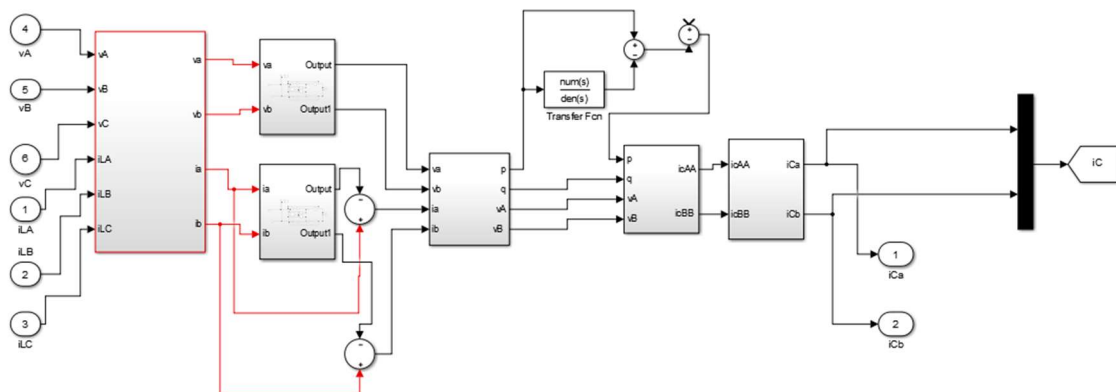 4
vA
5
vB
6
vC
1
iLA
iLB
2
3
iLC
vA
vB
vC
iLA
iLB
iLC
va
vb
ia
ib
va
vb
Output
Output1
ia
ib
Output
Output1
va
vb
ia
ib
p
q
vA
vB
num(s)
den(s)
Transfer Fcn
p
q
vA
vB
icAA
icBB
icAA
icBB
iCa
iCb
1
iCa
2
iCb
iC